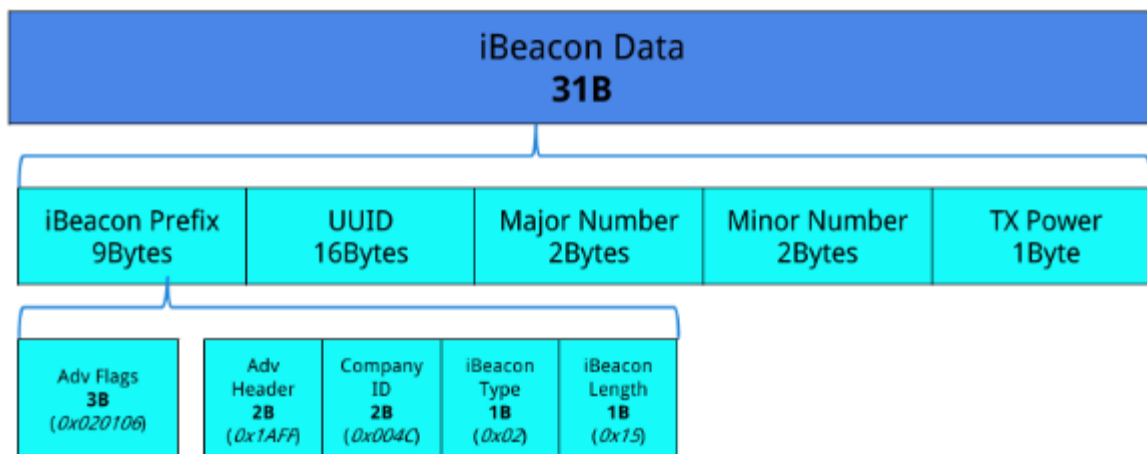 iBeacon Data
31B
iBeacon Prefix
9Bytes
UUID
16Bytes
Major Number
2Bytes
Minor Number
2Bytes
TX Power
1Byte
Adv Flags
3B
(0x020106)
Adv
Header
2B
(0x1AFF)
Company
ID
2B
(0x004C)
iBeacon
Type
1B
(0x02)
iBeacon
Length
1B
(0x15)